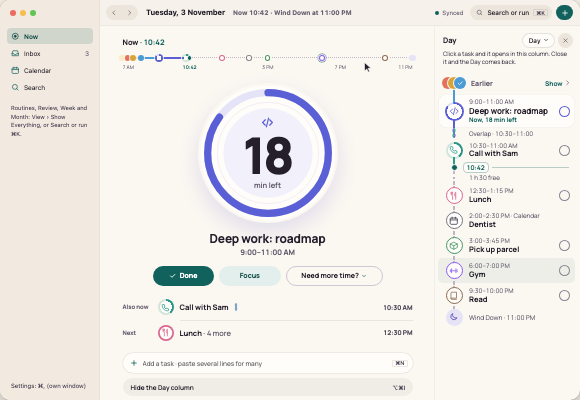 Tuesday, 3 November
Now 10:42 · Wind Down at 11:00 PM
Synced
Search or run ⌘K
Now
Inbox 3
Calendar
Search
Routines, Review, Week and
Month: View › Show
Everything, or Search or run
⌘K.
Settings: ⌘, (own window)
Now · 10:42
7 AM 10:42 3 PM 7 PM 11 PM
18
min left
Deep work: roadmap
9:00–11:00 AM
Done
Focus
Need more time?
Also now Call with Sam 10:30 AM
Next Lunch · 4 more 12:30 PM
Add a task · paste several lines for many ⌘N
Hide the Day column ⌥⌘I
Day
Day
Click a task and it opens in this column. Close
it and the Day comes back.
Earlier Show
9:00–11:00 AM
Deep work: roadmap
Now, 18 min left
Overlap · 10:30–11:00
10:30–11:00 AM
Call with Sam
10:42
1 h 30 free
12:30–1:15 PM
Lunch
2:00–2:30 PM · Calendar
Dentist
3:00–3:45 PM
Pick up parcel
6:00–7:00 PM
Gym
9:30–10:00 PM
Read
Wind Down · 11:00 PM